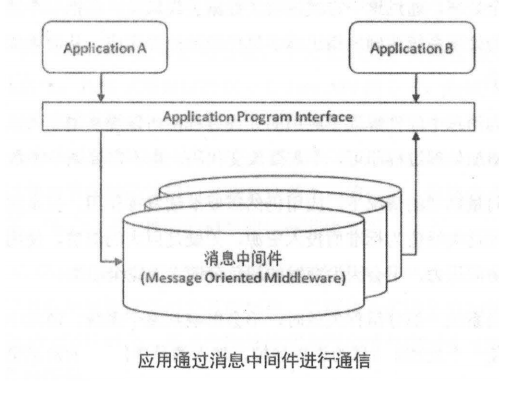 Application A
Application B
Application Program Interface
消息中间件
(Message Oriented Middleware)
应用通过消息中间件进行通信